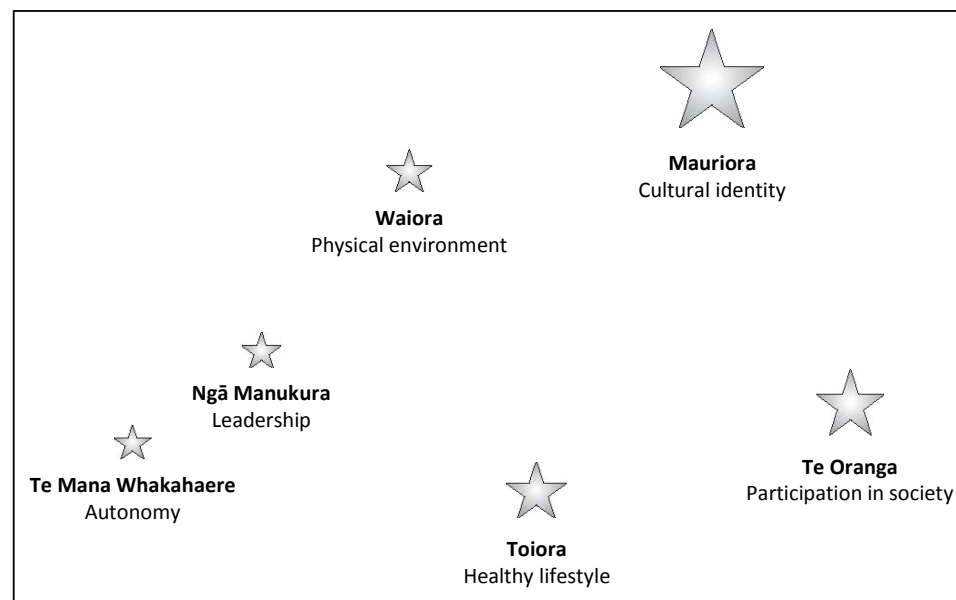 Mauriora
Cultural identity
Waiora
Physical environment
Ngā Manukura
Leadership
Te Mana Whakahaere
Autonomy
Te Oranga
Participation in society
Toiora
Healthy lifestyle